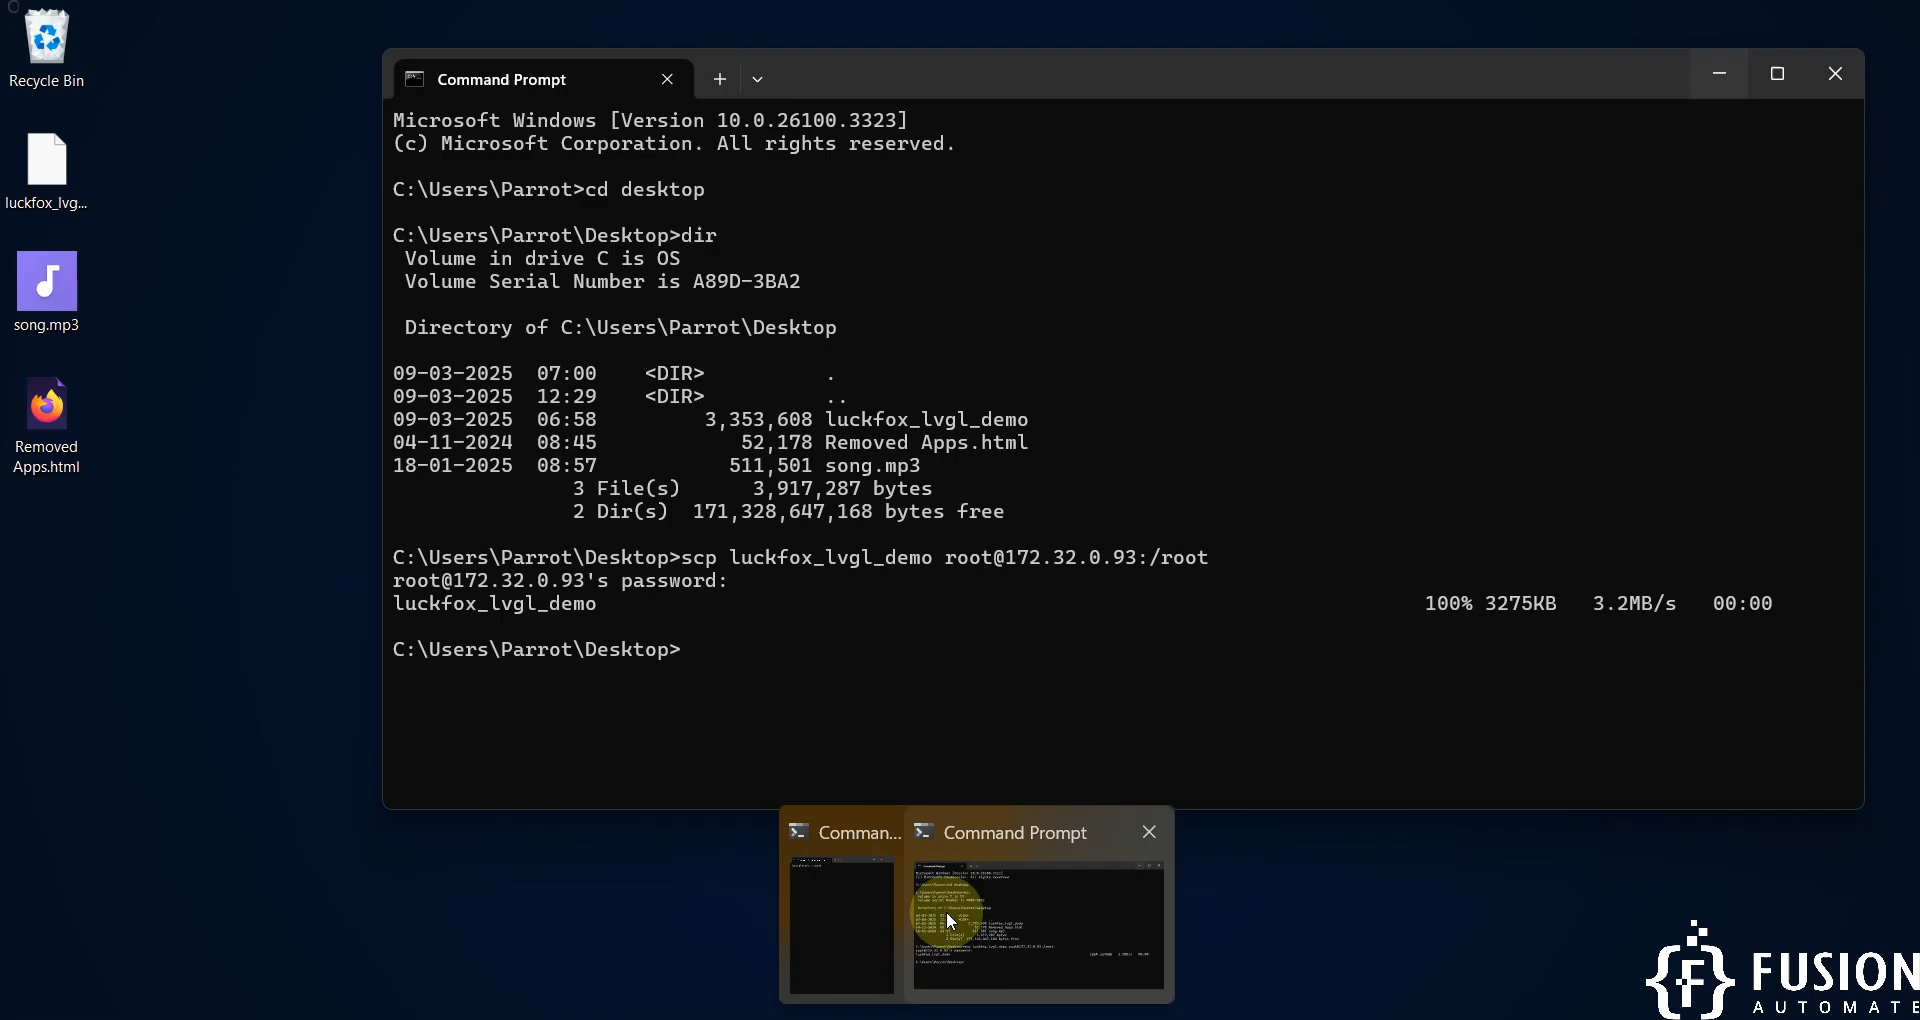 Recycle Bin
luckfox_lvg...
song.mp3
Removed
Apps.html
Command Prompt
Microsoft Windows [Version 10.0.26100.3323]
(c) Microsoft Corporation. All rights reserved.
C:\Users\Parrot>cd desktop
C:\Users\Parrot\Desktop>dir
Volume in drive C is OS
Volume Serial Number is A89D-3BA2
Directory of C:\Users\Parrot\Desktop
09-03-2025 07:00 <DIR> .
09-03-2025 12:29 <DIR> ..
09-03-2025 06:58 3,353,608 luckfox_lvgl_demo
04-11-2024 08:45 52,178 Removed Apps.html
18-01-2025 08:57 511,501 song.mp3
3 File(s) 3,917,287 bytes
2 Dir(s) 171,328,647,168 bytes free
C:\Users\Parrot\Desktop>scp luckfox_lvgl_demo root@172.32.0.93:/root
root@172.32.0.93's password:
luckfox_lvgl_demo 100% 3275KB 3.2MB/s 00:00
C:\Users\Parrot\Desktop>
Comman... Command Prompt
FUSION
AUTOMATE